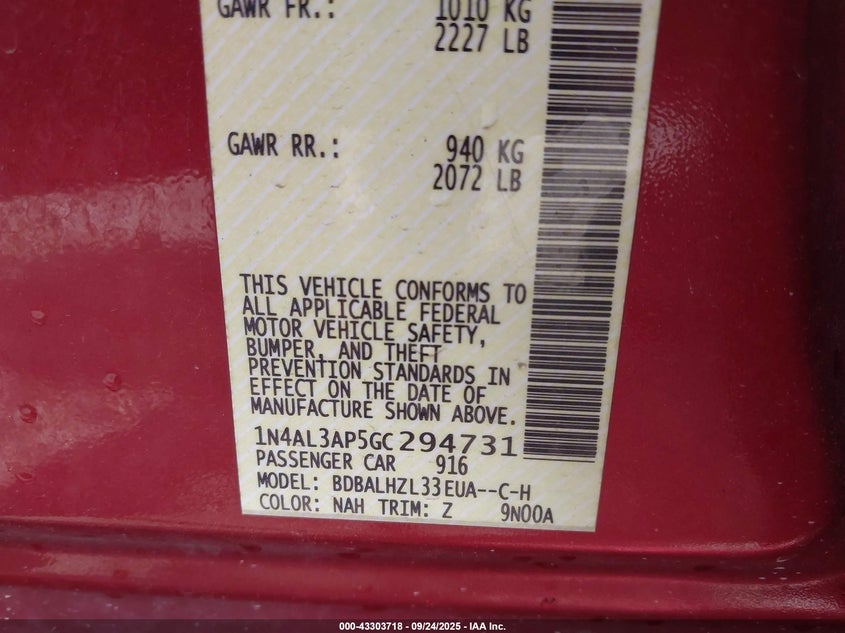 GAWR FR.: 1010 KG
2227 LB
GAWR RR.: 940 KG
2072 LB
THIS VEHICLE CONFORMS TO
ALL APPLICABLE FEDERAL
MOTOR VEHICLE SAFETY,
BUMPER, AND THEFT
PREVENTION STANDARDS IN
EFFECT ON THE DATE OF
MANUFACTURE SHOWN ABOVE.
1N4AL3AP5GC294731
PASSENGER CAR 916
MODEL: BDBALHZL33EUA--C-H
COLOR: NAH TRIM: Z 9N00A
000-43303718 - 09/24/2025 - IAA Inc.